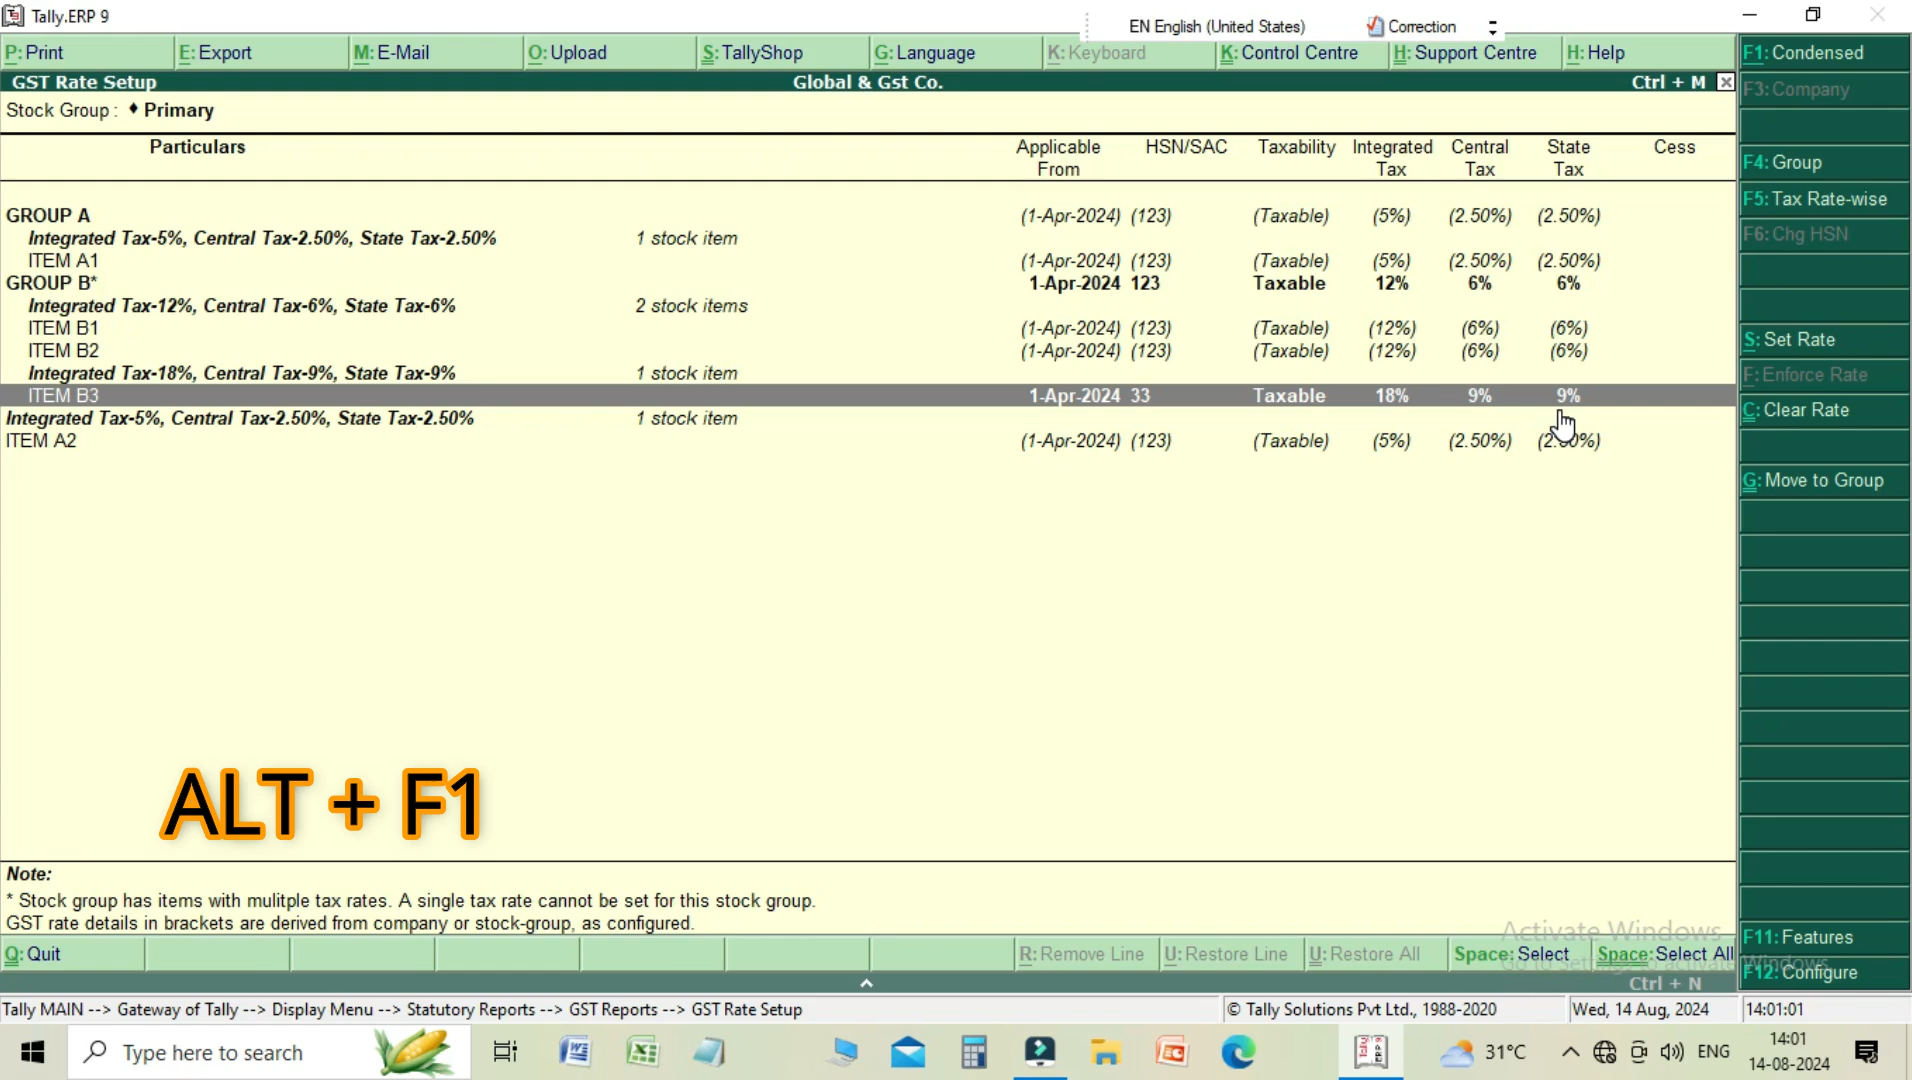 Tally.ERP 9
EN English (United States) Correction
P: Print E: Export M: E-Mail O: Upload S: TallyShop G: Language K: Keyboard K: Control Centre H: Support Centre H: Help F1: Condensed
GST Rate Setup Global & Gst Co. Ctrl + M
F3: Company
Stock Group : ♦ Primary
Particulars Applicable From HSN/SAC Taxability Integrated Tax Central Tax State Tax Cess
F4: Group
F5: Tax Rate-wise
F6: Chg HSN
GROUP A (1-Apr-2024) (123) (Taxable) (5%) (2.50%) (2.50%)
Integrated Tax-5%, Central Tax-2.50%, State Tax-2.50% 1 stock item
ITEM A1 (1-Apr-2024) (123) (Taxable) (5%) (2.50%) (2.50%)
GROUP B* 1-Apr-2024 123 Taxable 12% 6% 6%
Integrated Tax-12%, Central Tax-6%, State Tax-6% 2 stock items
ITEM B1 (1-Apr-2024) (123) (Taxable) (12%) (6%) (6%)
ITEM B2 (1-Apr-2024) (123) (Taxable) (12%) (6%) (6%)
Integrated Tax-18%, Central Tax-9%, State Tax-9% 1 stock item
ITEM B3 1-Apr-2024 33 Taxable 18% 9% 9%
Integrated Tax-5%, Central Tax-2.50%, State Tax-2.50% 1 stock item
ITEM A2 (1-Apr-2024) (123) (Taxable) (5%) (2.50%) (2.50%)
S: Set Rate
F: Enforce Rate
C: Clear Rate
G: Move to Group
ALT + F1
Note:
* Stock group has items with mulitple tax rates. A single tax rate cannot be set for this stock group.
GST rate details in brackets are derived from company or stock-group, as configured.
Activate Windows
F11: Features
Q: Quit R: Remove Line U: Restore Line U: Restore All Space: Select Space: Select All
F12: Configure
Ctrl + N
Tally MAIN --> Gateway of Tally --> Display Menu --> Statutory Reports --> GST Reports --> GST Rate Setup © Tally Solutions Pvt Ltd., 1988-2020 Wed, 14 Aug, 2024 14:01:01
Type here to search 31°C ENG 14:01
14-08-2024